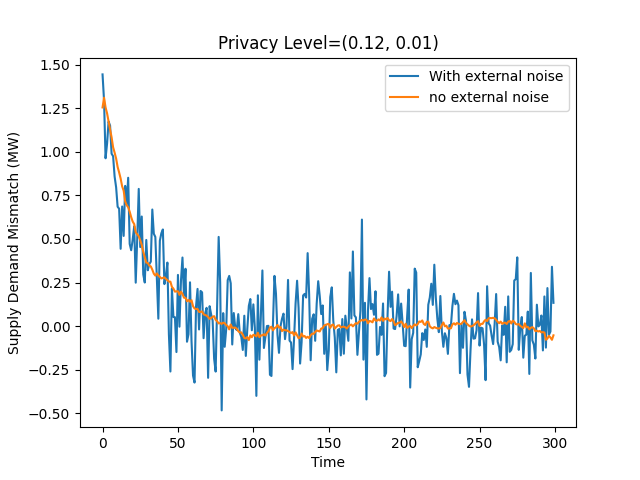 Privacy Level=(0.12, 0.01)
With external noise
no external noise
Supply Demand Mismatch (MW)
1.50
1.25
1.00
0.75
0.50
0.25
0.00
−0.25
−0.50
0 50 100 150 200 250 300
Time